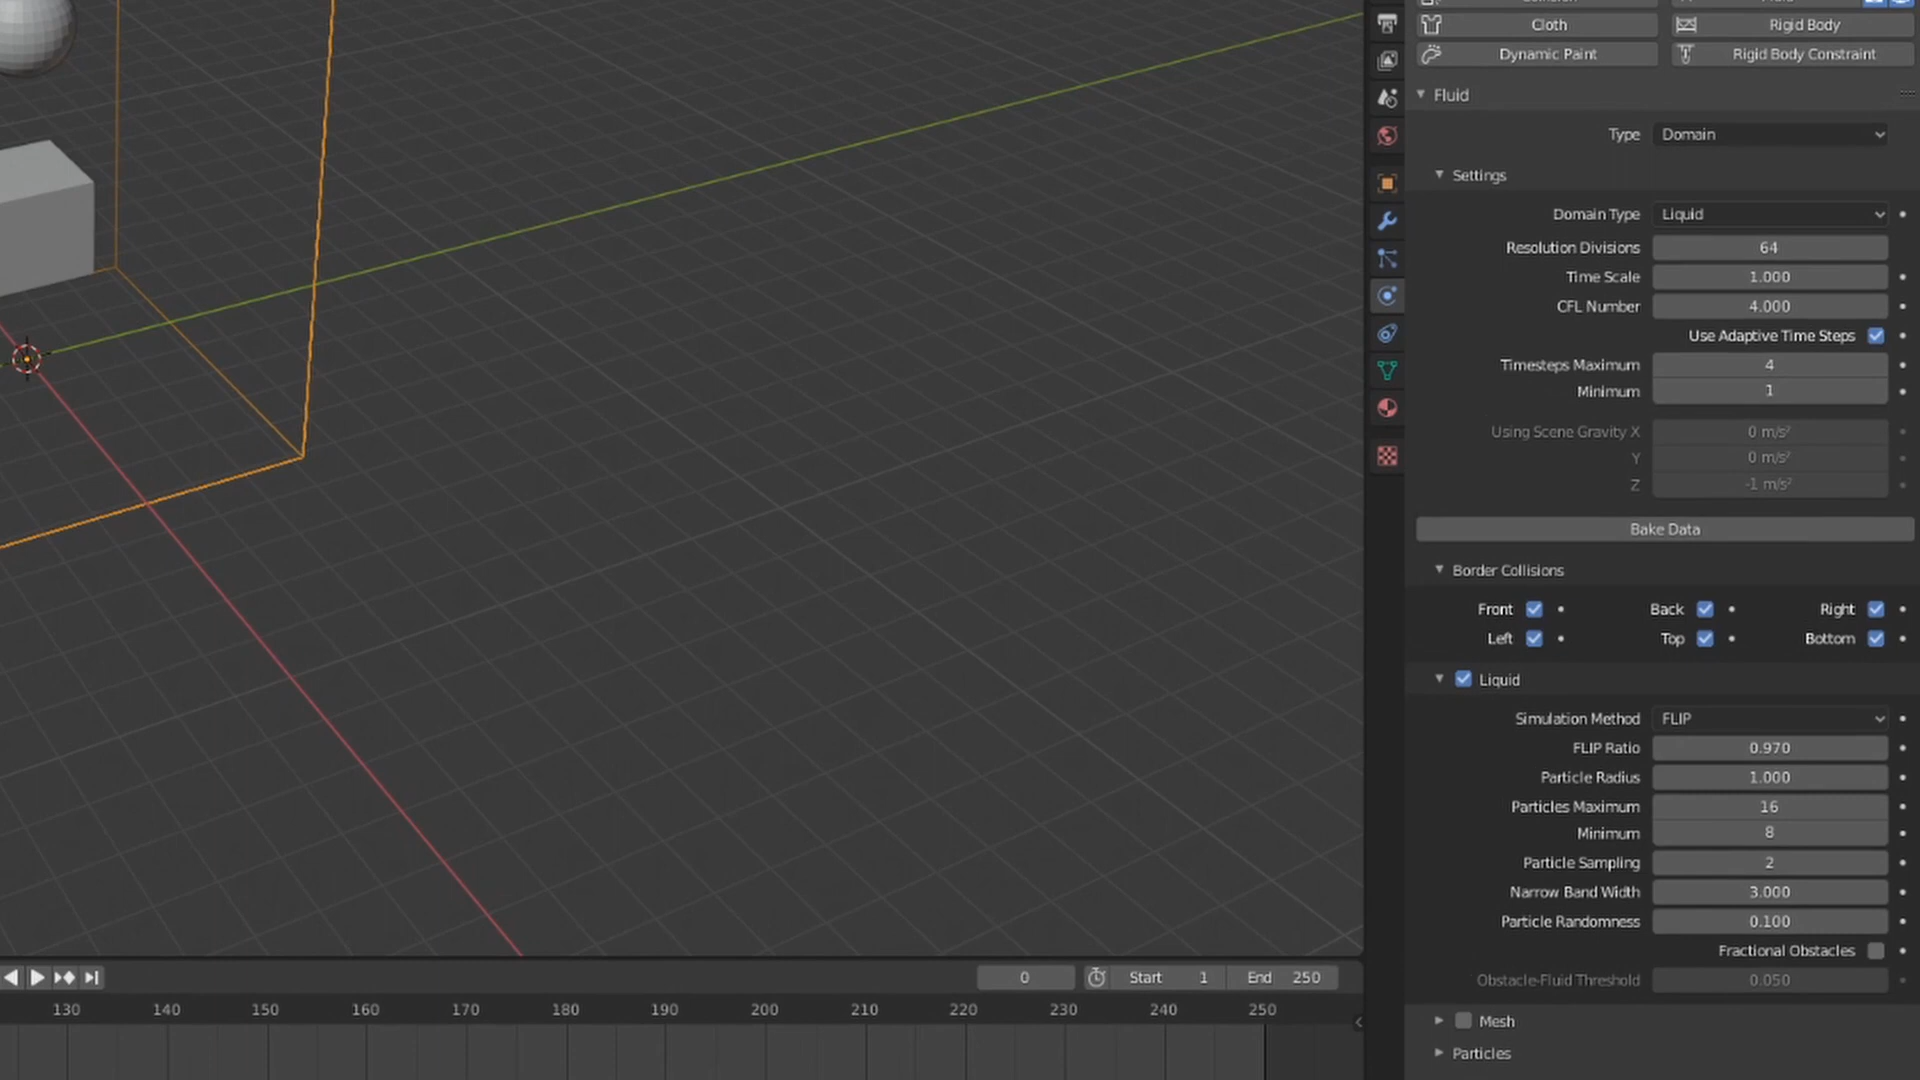 Cloth
Rigid Body
Dynamic Paint
Rigid Body Constraint
Fluid
Type
Domain
Settings
Domain Type
Liquid
Resolution Divisions
64
Time Scale
1.000
CFL Number
4.000
Use Adaptive Time Steps
Timesteps Maximum
4
Minimum
1
Using Scene Gravity X
0 m/s²
Y
0 m/s²
Z
-1 m/s²
Bake Data
Border Collisions
Front
Back
Right
Left
Top
Bottom
Liquid
Simulation Method
FLIP
FLIP Ratio
0.970
Particle Radius
1.000
Particles Maximum
16
Minimum
8
Particle Sampling
2
Narrow Band Width
3.000
Particle Randomness
0.100
Fractional Obstacles
Obstacle-Fluid Threshold
0.050
Mesh
Particles
0
Start 1
End 250
130 140 150 160 170 180 190 200 210 220 230 240 250